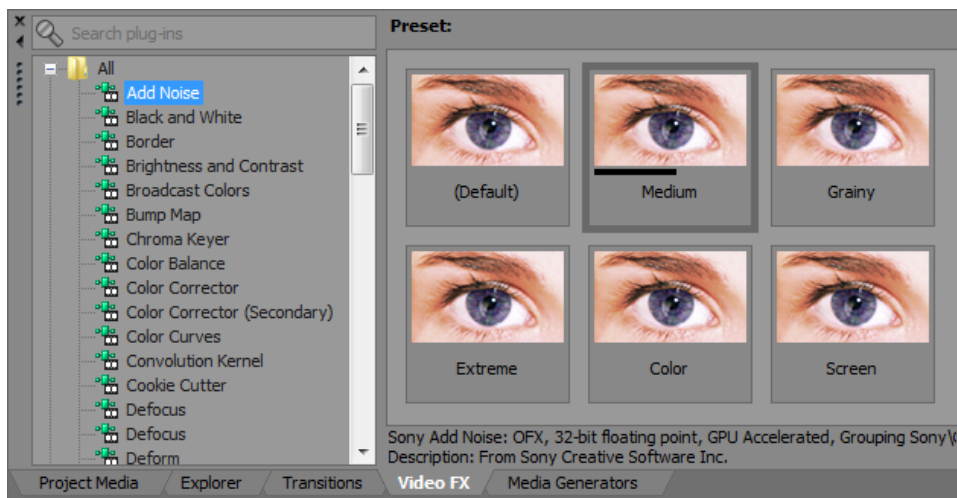 Search plug-ins
All
Add Noise
Black and White
Border
Brightness and Contrast
Broadcast Colors
Bump Map
Chroma Keyer
Color Balance
Color Corrector
Color Corrector (Secondary)
Color Curves
Convolution Kernel
Cookie Cutter
Defocus
Defocus
Deform
Preset:
(Default)
Medium
Grainy
Extreme
Color
Screen
Sony Add Noise: OFX, 32-bit floating point, GPU Accelerated, Grouping Sony\
Description: From Sony Creative Software Inc.
Project Media
Explorer
Transitions
Video FX
Media Generators